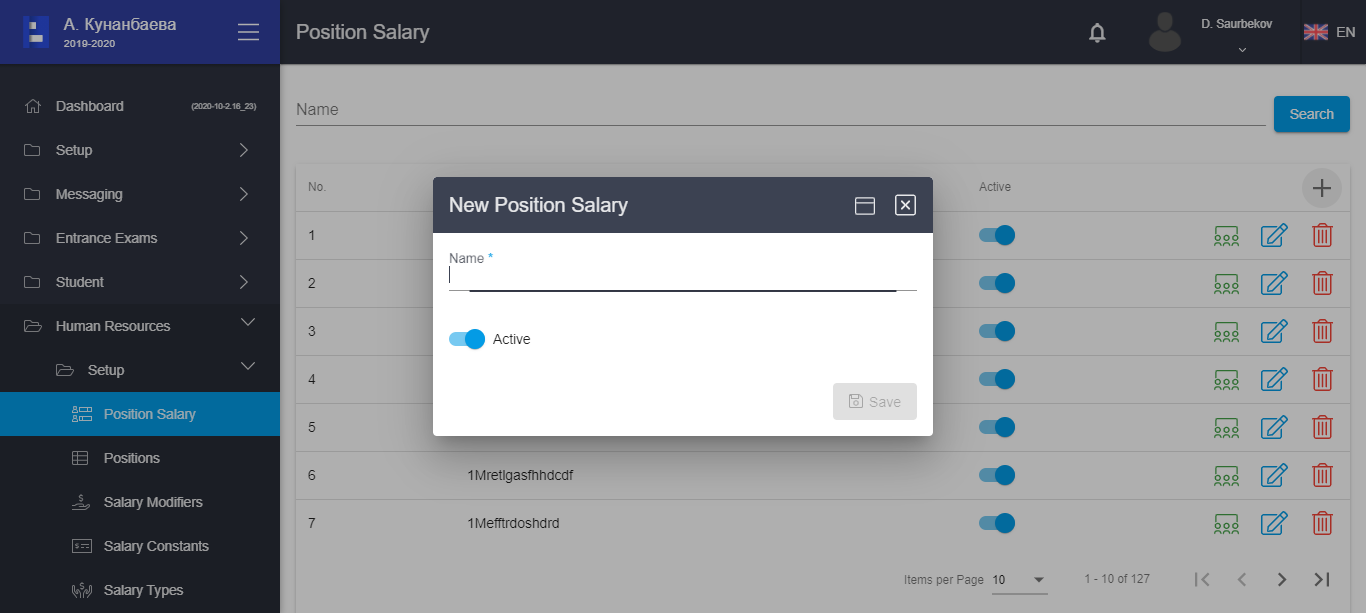 А. Кунанбаева
2019-2020
Position Salary
D. Saurbekov
EN
Dashboard
(2020-10-2.16_23)
Setup
Messaging
Entrance Exams
Student
Human Resources
Setup
Position Salary
Positions
Salary Modifiers
Salary Constants
Salary Types
Name
Search
No.
Active
1
2
3
4
5
6 1Mretlgasfhhdcdf
7 1Mefftrdoshdrd
Items per Page 10 1 - 10 of 127
New Position Salary
Name *
Active
Save